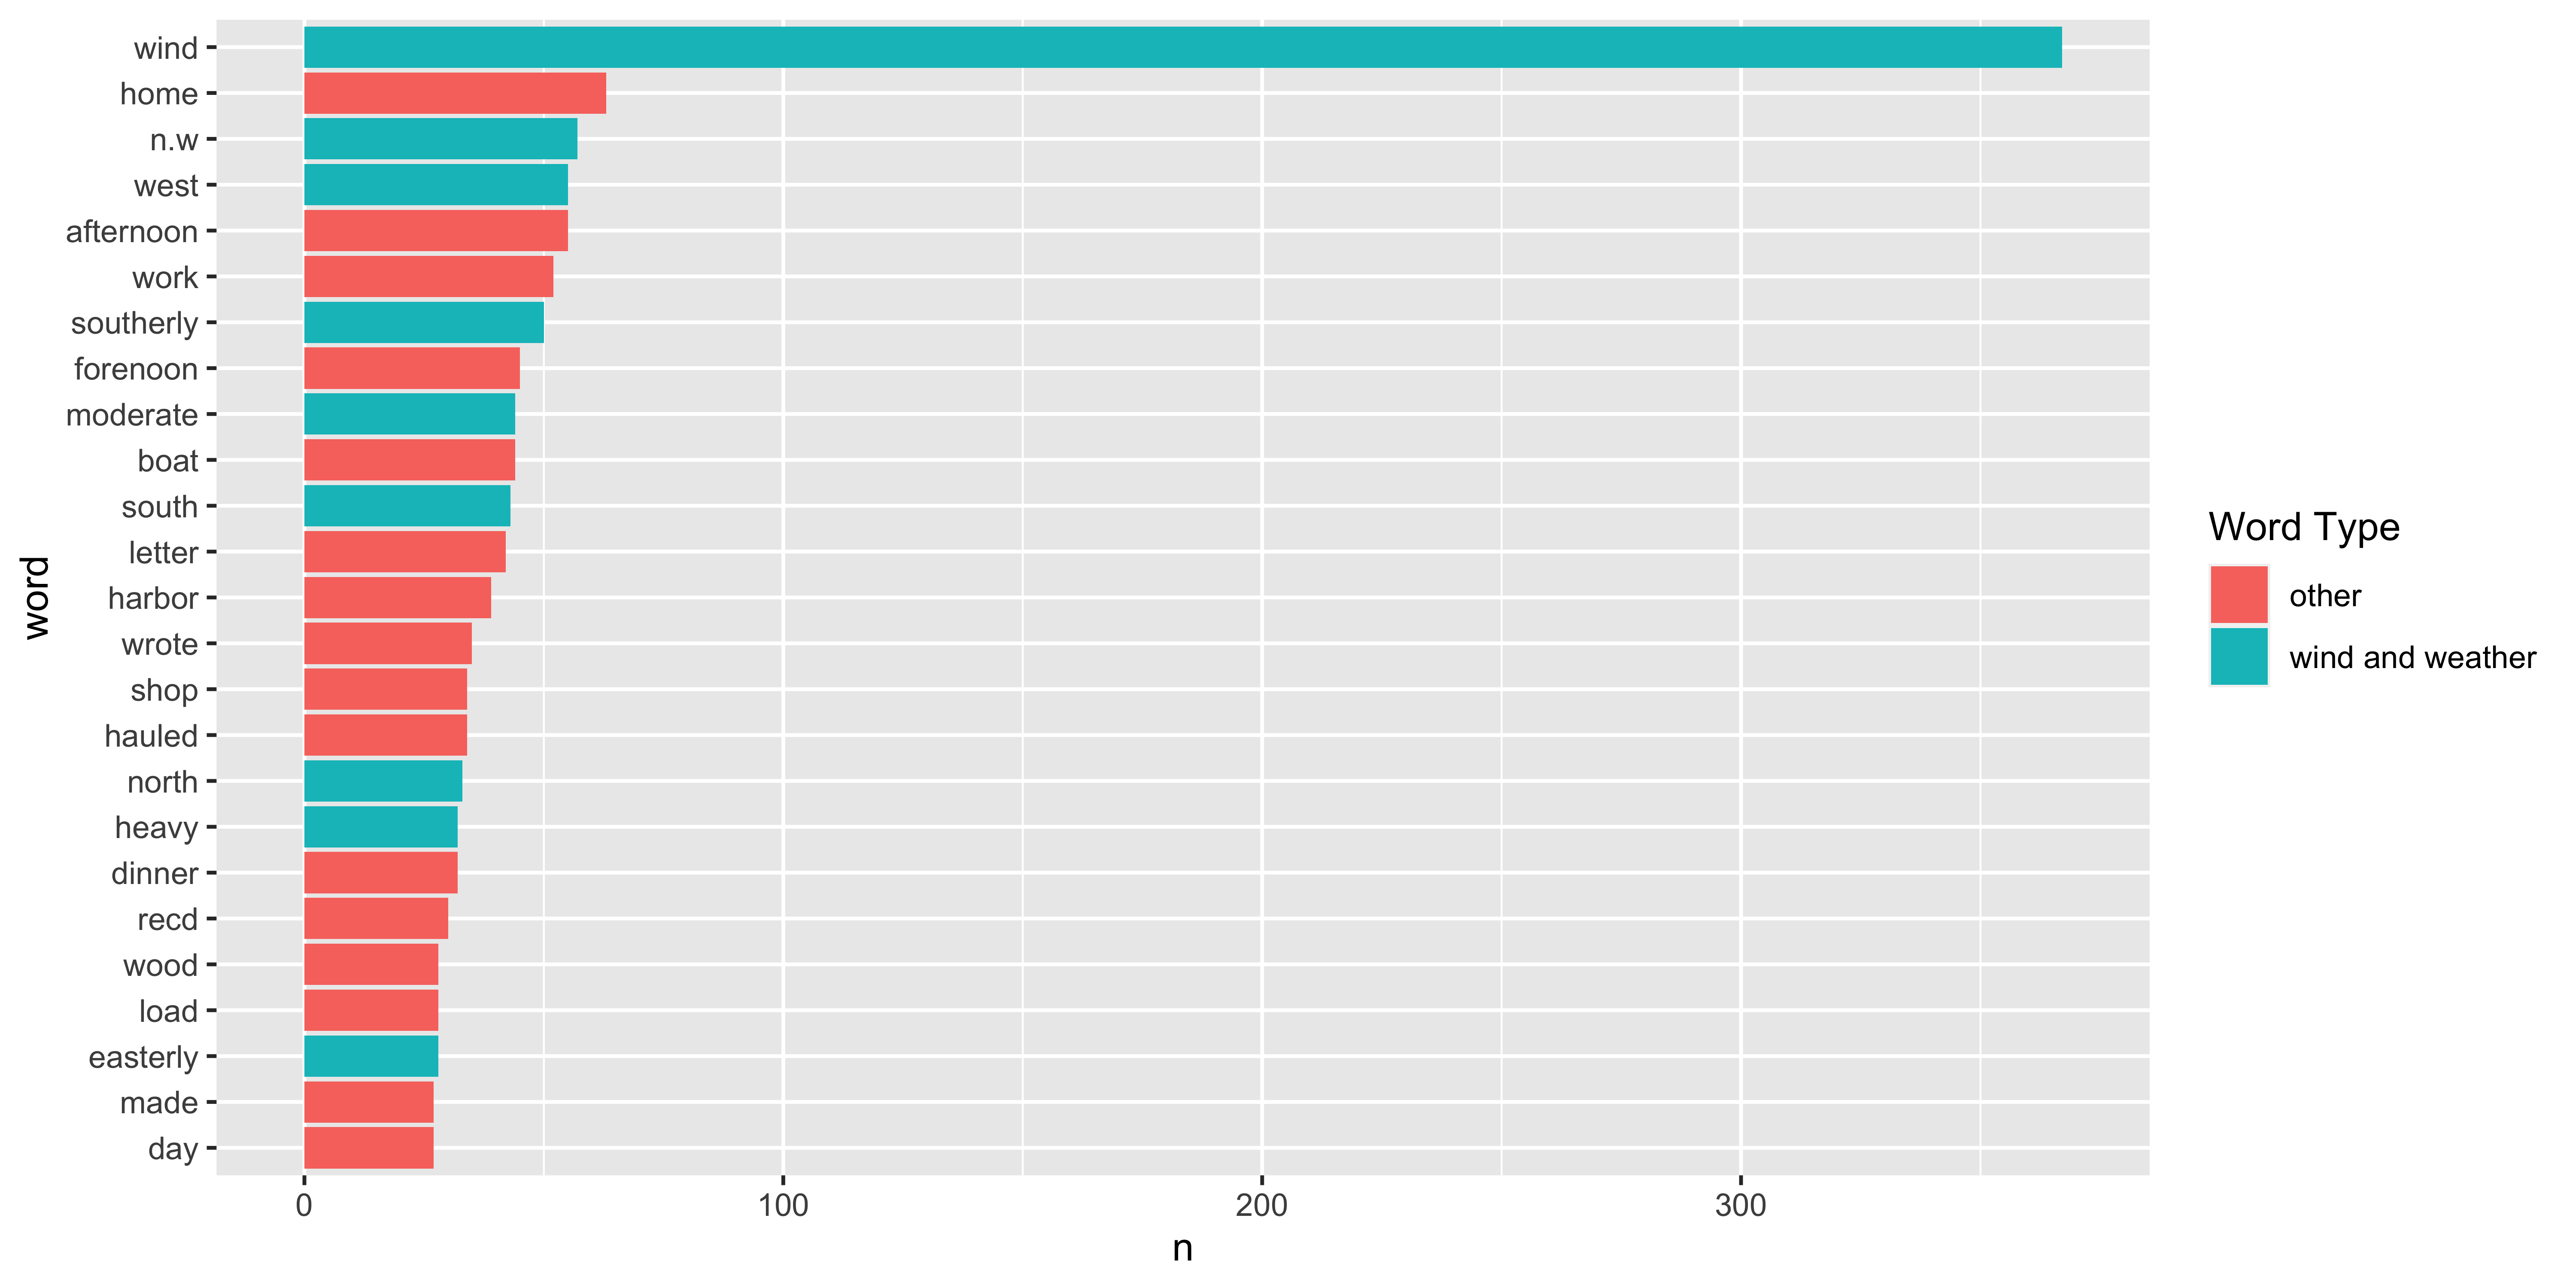 wind
home
n.w
west
afternoon
work
southerly
forenoon
moderate
boat
south
letter
harbor
wrote
shop
hauled
north
heavy
dinner
recd
wood
load
easterly
made
day
word
0 100 200 300
n
Word Type
other
wind and weather